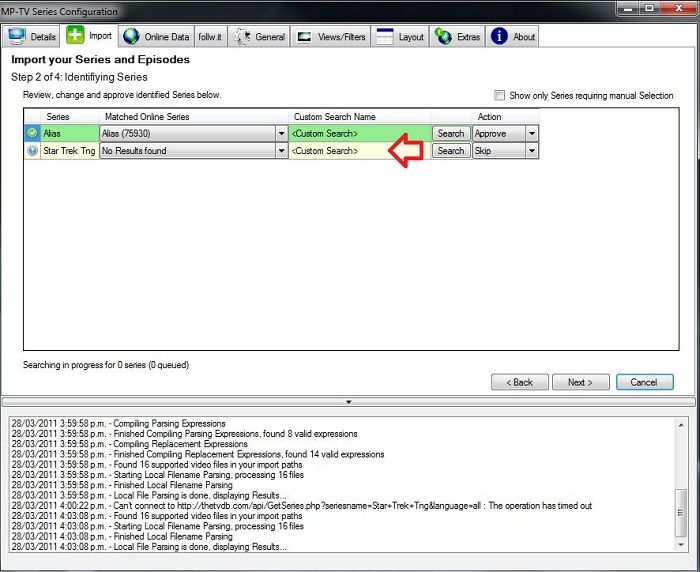 MP-TV Series Configuration
Details Import Online Data follw.it General Views/Filters Layout Extras About
Import your Series and Episodes
Step 2 of 4: Identifying Series
Review, change and approve identified Series below.
Show only Series requiring manual Selection
Series Matched Online Series Custom Search Name Action
Alias Alias (75930) <Custom Search> Search Approve
Star Trek Tng No Results found <Custom Search> Search Skip
Searching in progress for 0 series (0 queued)
< Back Next > Cancel
28/03/2011 3:59:58 p.m. - Compiling Parsing Expressions
28/03/2011 3:59:58 p.m. - Finished Compiling Parsing Expressions, found 8 valid expressions
28/03/2011 3:59:58 p.m. - Compiling Replacement Expressions
28/03/2011 3:59:58 p.m. - Finished Compiling Replacement Expressions, found 14 valid expressions
28/03/2011 3:59:58 p.m. - Found 16 supported video files in your import paths
28/03/2011 3:59:58 p.m. - Starting Local Filename Parsing, processing 16 files
28/03/2011 3:59:58 p.m. - Finished Local Filename Parsing
28/03/2011 3:59:58 p.m. - Local File Parsing is done, displaying Results...
28/03/2011 4:00:22 p.m. - Can't connect to http://thetvdb.com/api/GetSeries.php?seriesname=Star+Trek+Tng&language=all : The operation has timed out
28/03/2011 4:03:08 p.m. - Found 16 supported video files in your import paths
28/03/2011 4:03:08 p.m. - Starting Local Filename Parsing, processing 16 files
28/03/2011 4:03:08 p.m. - Finished Local Filename Parsing
28/03/2011 4:03:08 p.m. - Local File Parsing is done, displaying Results...